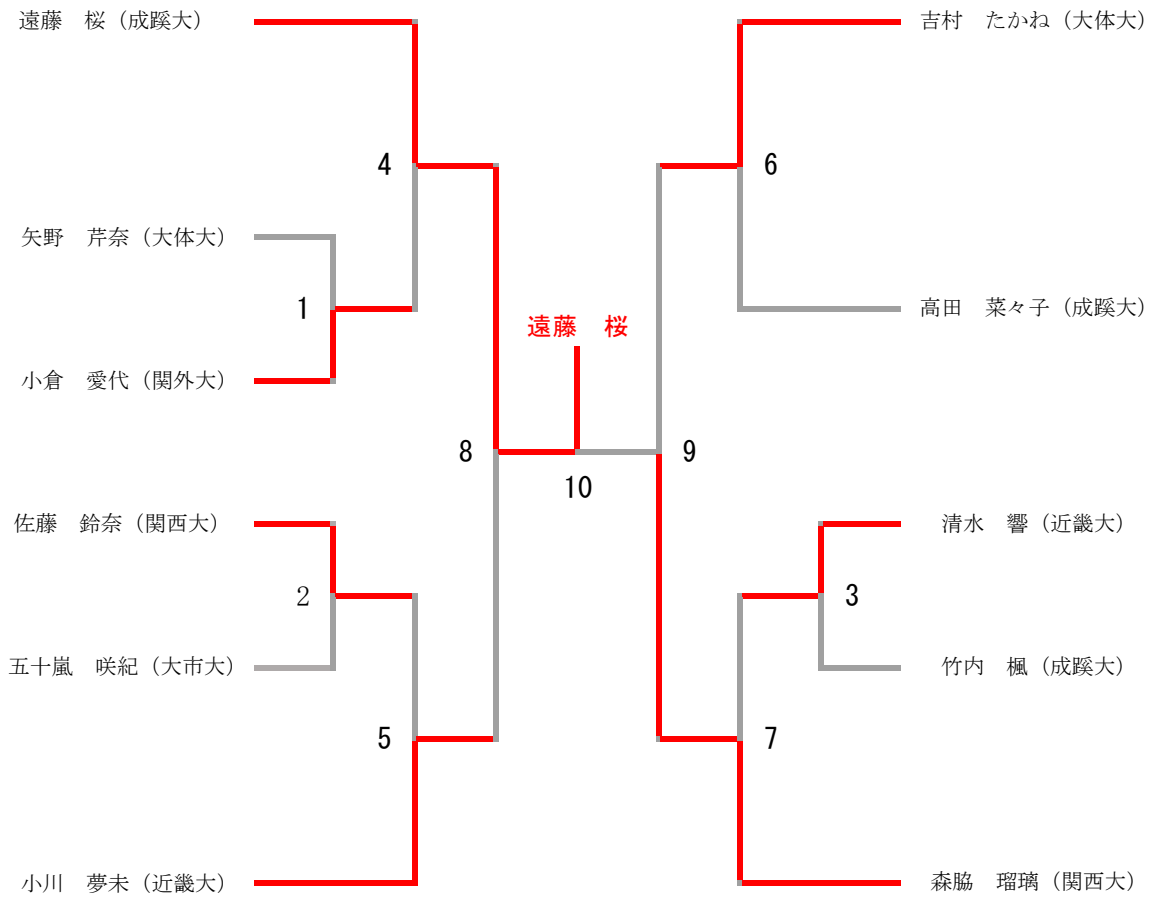 遠藤　桜（成蹊大）
吉村　たかね（大体大）
4
6
矢野　芹奈（大体大）
1
高田　菜々子（成蹊大）
遠藤　桜
小倉　愛代（関外大）
8
9
10
佐藤　鈴奈（関西大）
清水　響（近畿大）
2
3
五十嵐　咲紀（大市大）
竹内　楓（成蹊大）
5
7
小川　夢未（近畿大）
森脇　瑠璃（関西大）